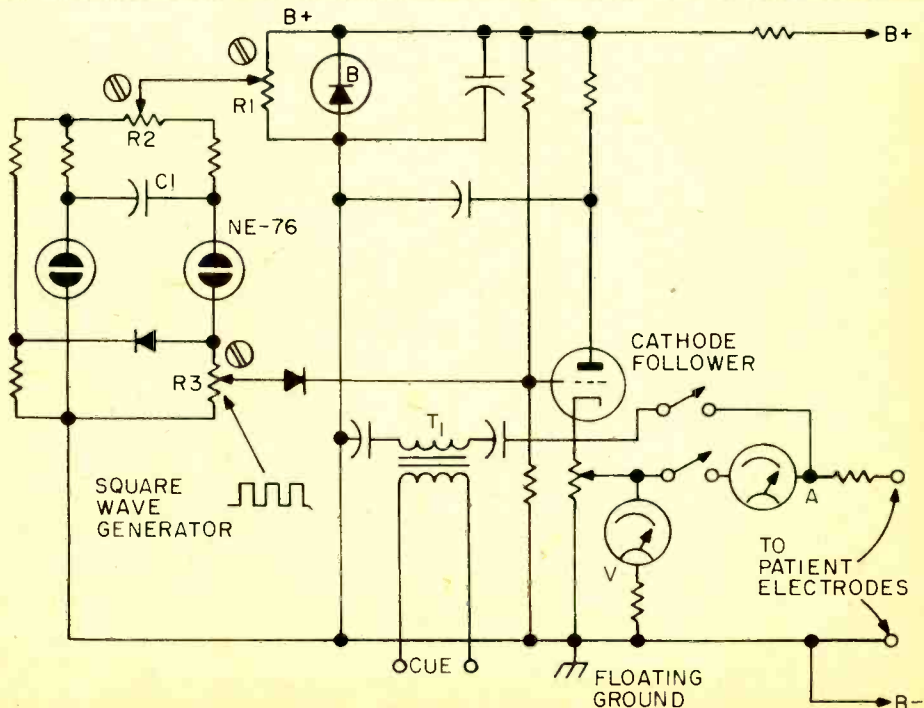 B+
B+
R1
B
R2
C1
NE-76
CATHODE
FOLLOWER
R3
T1
A
SQUARE
WAVE
GENERATOR
V
TO
PATIENT
ELECTRODES
CUE
FLOATING
GROUND
B-